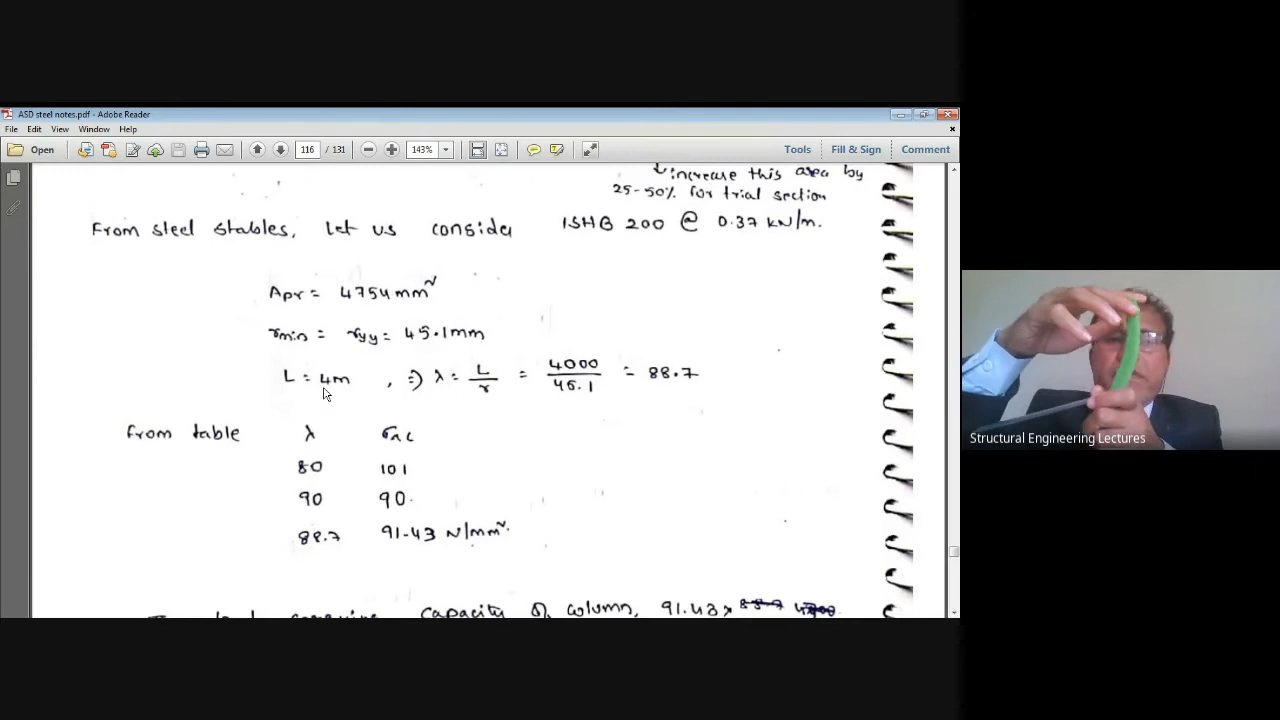 ASD steel notes.pdf - Adobe Reader
File Edit View Window Help
Open 116 / 131 143% Tools Fill & Sign Comment
increase this area by
25-50% for trial section
From steel stables, let us consider ISHB 200 @ 0.37 kN/m.
Apr = 4754 mm²
rmin = ryy = 45.1mm
L = 4m , ⇒ λ = L/r = 4000/45.1 = 88.7
from table λ σac
80 101
90 90.
88.7 91.43 N/mm².
capacity of column, 91.43 ×
Structural Engineering Lectures